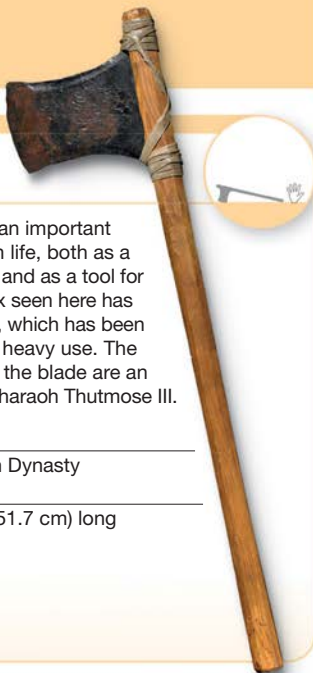 an important
n life, both as a
and as a tool for
x seen here has
, which has been
heavy use. The
the blade are an
haraoh Thutmose III.
n Dynasty
51.7 cm) long